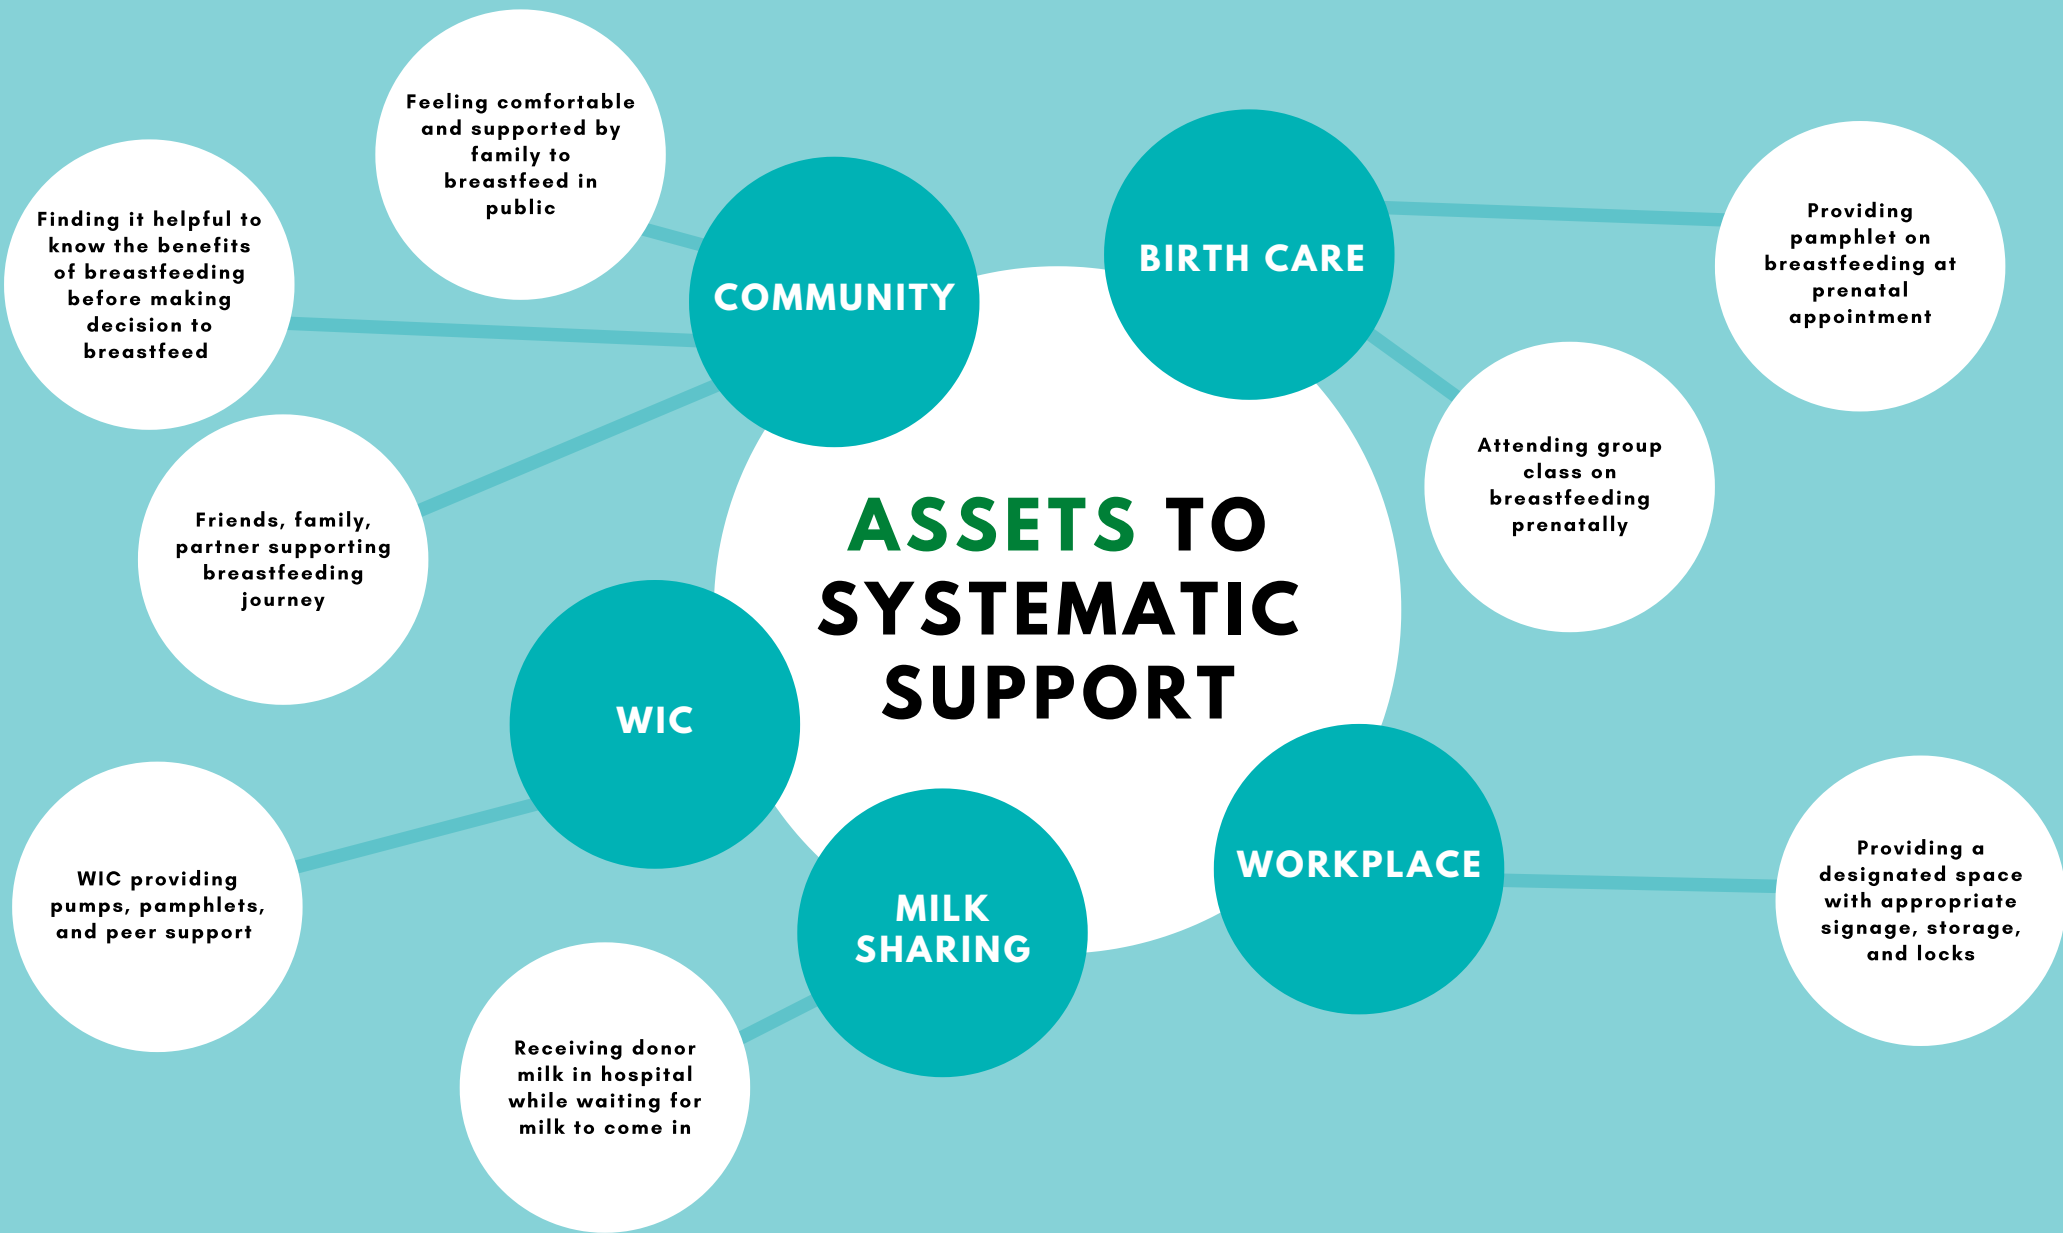 ASSETS TO
SYSTEMATIC
SUPPORT
COMMUNITY
Feeling comfortable
and supported by
family to
breastfeed in
public
Finding it helpful to
know the benefits
of breastfeeding
before making
decision to
breastfeed
Friends, family,
partner supporting
breastfeeding
journey
BIRTH CARE
Providing
pamphlet on
breastfeeding at
prenatal
appointment
Attending group
class on
breastfeeding
prenatally
WIC
WIC providing
pumps, pamphlets,
and peer support
MILK
SHARING
Receiving donor
milk in hospital
while waiting for
milk to come in
WORKPLACE
Providing a
designated space
with appropriate
signage, storage,
and locks